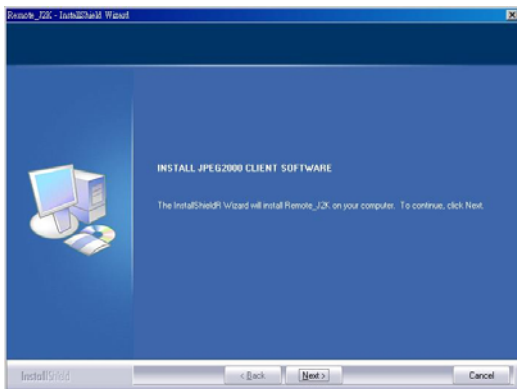 Remote_J2K - InstallShield Wizard
INSTALL JPEG2000 CLIENT SOFTWARE
The InstallShieldR Wizard will install Remote_J2K on your computer. To continue, click Next.
InstallShield
< Back
Next >
Cancel